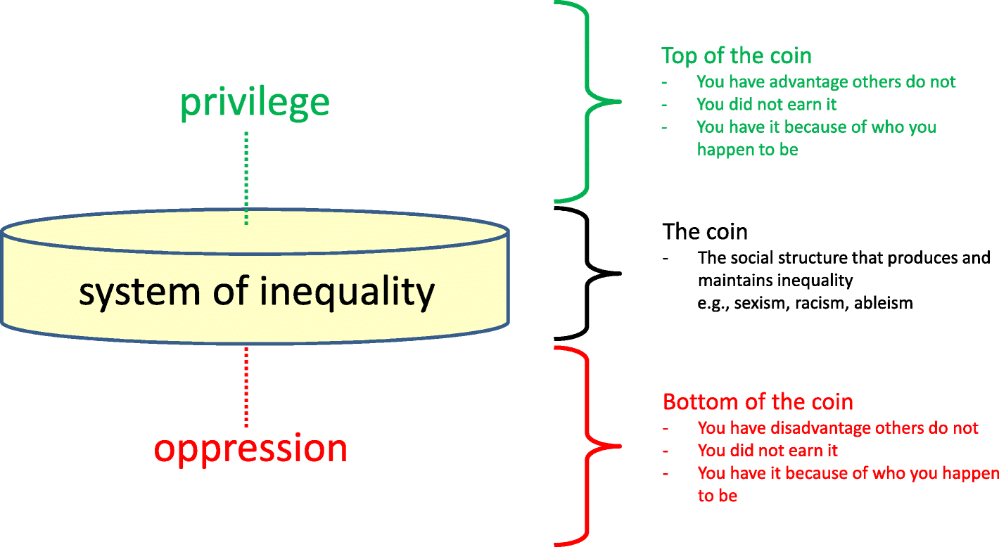 privilege
system of inequality
oppression
Top of the coin
- You have advantage others do not
- You did not earn it
- You have it because of who you
happen to be
The coin
- The social structure that produces and
maintains inequality
e.g., sexism, racism, ableism
Bottom of the coin
- You have disadvantage others do not
- You did not earn it
- You have it because of who you happen
to be